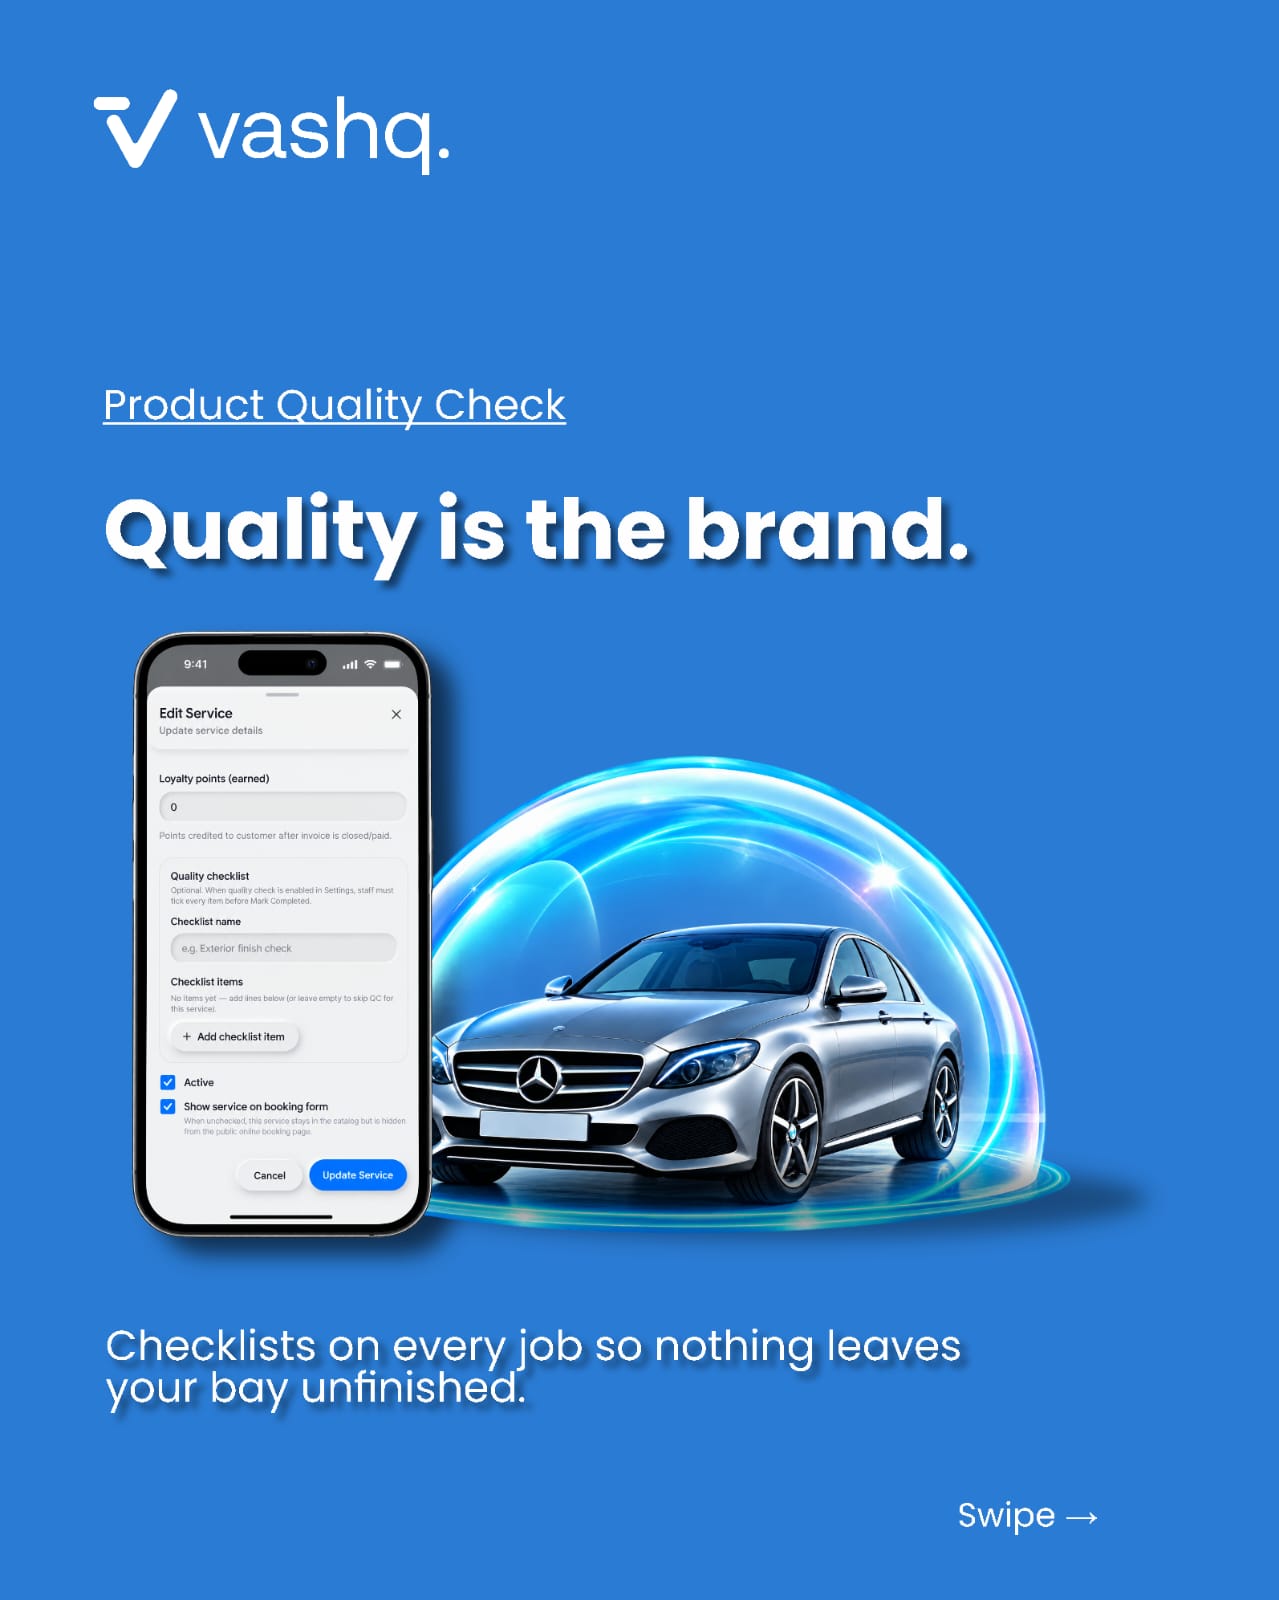 vashq.
Product Quality Check
Quality is the brand.
9:41
Edit Service
Update service details
Loyalty points (earned)
0
Points credited to customer after invoice is closed/paid.
Quality checklist
Optional. When quality check is enabled in Settings, staff must
tick every item before Mark Completed.
Checklist name
e.g. Exterior finish check
Checklist items
No items yet — add lines below (or leave empty to skip QC for
this service).
+ Add checklist item
Active
Show service on booking form
When unchecked, this service stays in the catalog but is hidden
from the public online booking page.
Cancel
Update Service
Checklists on every job so nothing leaves
your bay unfinished.
Swipe →